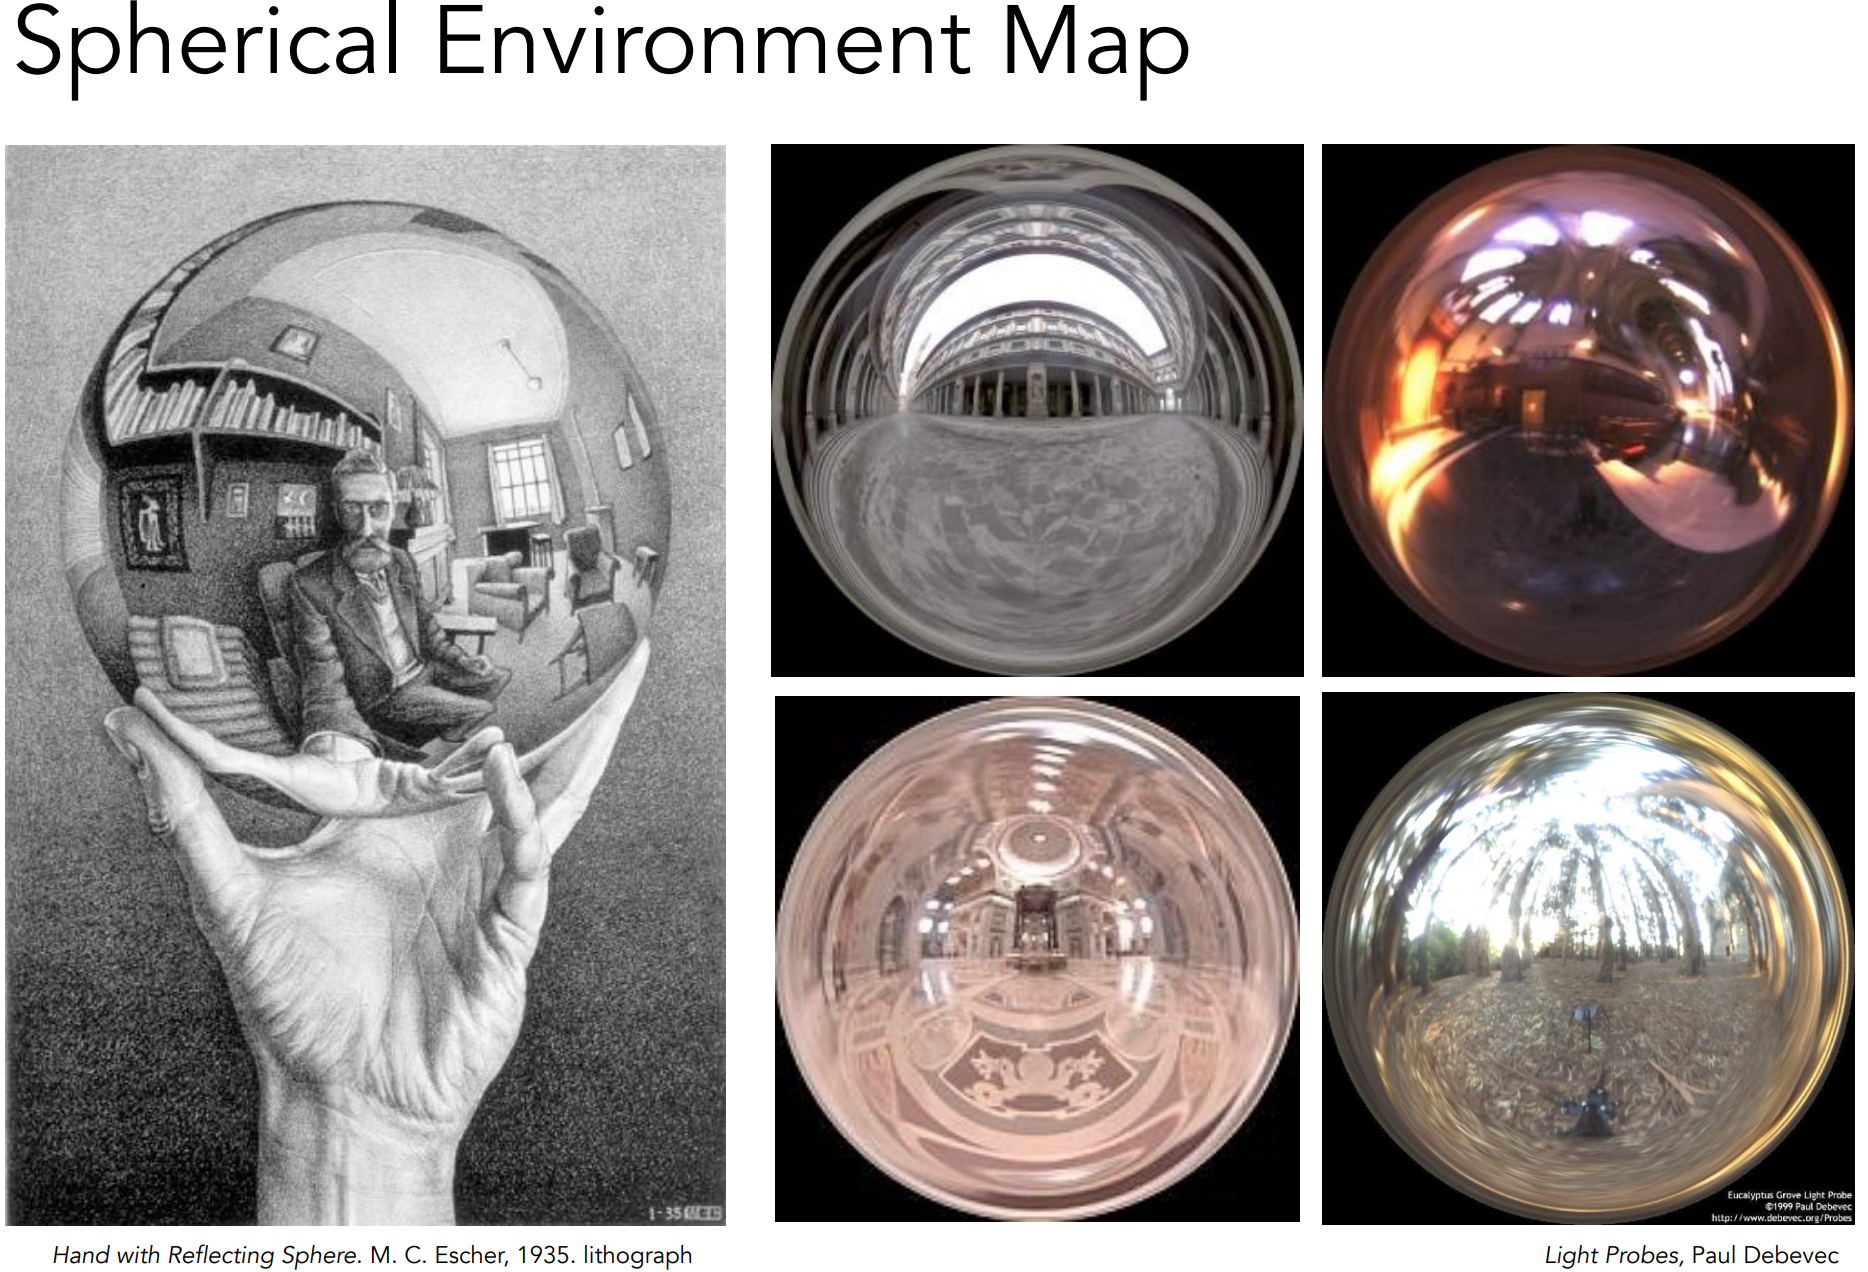 Spherical Environment Map
1-35 MCE
Eucalyptus Grove Light Probe
©1999 Paul Debevec
http://www.debevec.org/Probes
Hand with Reflecting Sphere. M. C. Escher, 1935. lithograph
Light Probes, Paul Debevec